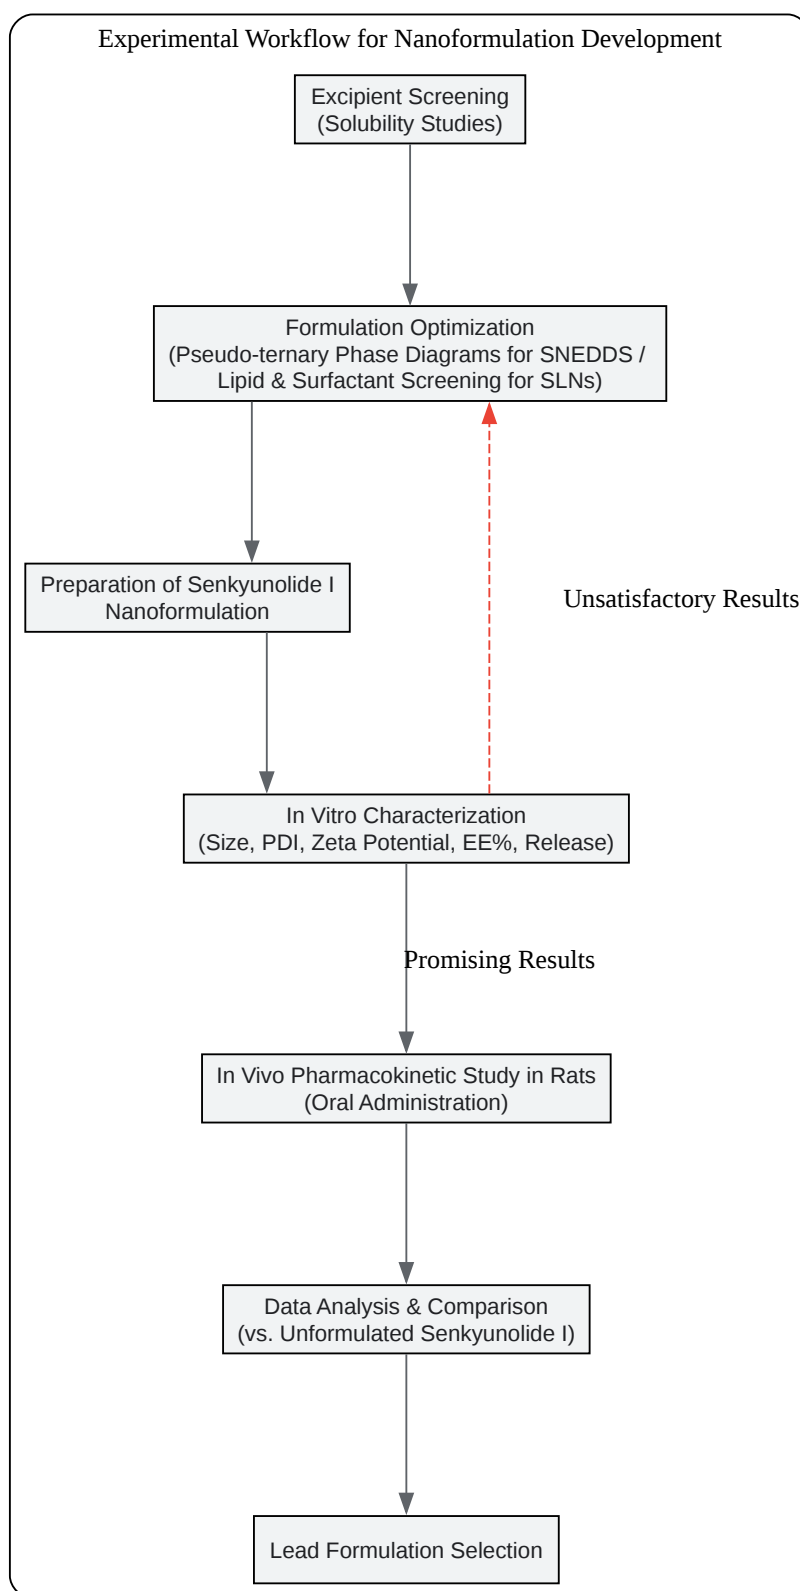 Experimental Workflow for Nanoformulation Development
Excipient Screening
(Solubility Studies)
Formulation Optimization
(Pseudo-ternary Phase Diagrams for SNEDDS /
Lipid & Surfactant Screening for SLNs)
Preparation of Senkyunolide I
Nanoformulation
Unsatisfactory Results
In Vitro Characterization
(Size, PDI, Zeta Potential, EE%, Release)
Promising Results
In Vivo Pharmacokinetic Study in Rats
(Oral Administration)
Data Analysis & Comparison
(vs. Unformulated Senkyunolide I)
Lead Formulation Selection